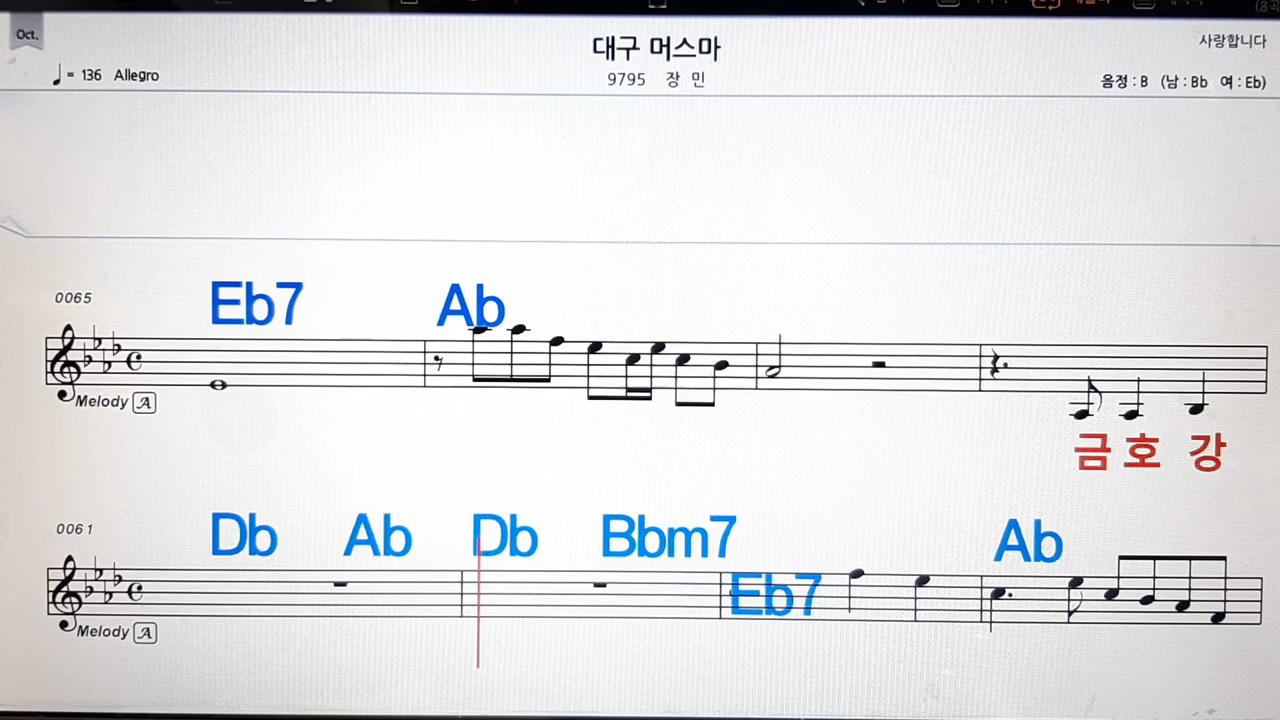 Oct.
대구 머스마
사랑합니다
= 136 Allegro
9795 장 민
음정 : B (남 : Bb 여 : Eb)
0065
Eb7 Ab
Melody A
금 호 강
0061
Db Ab Db Bbm7 Eb7 Ab
Melody A